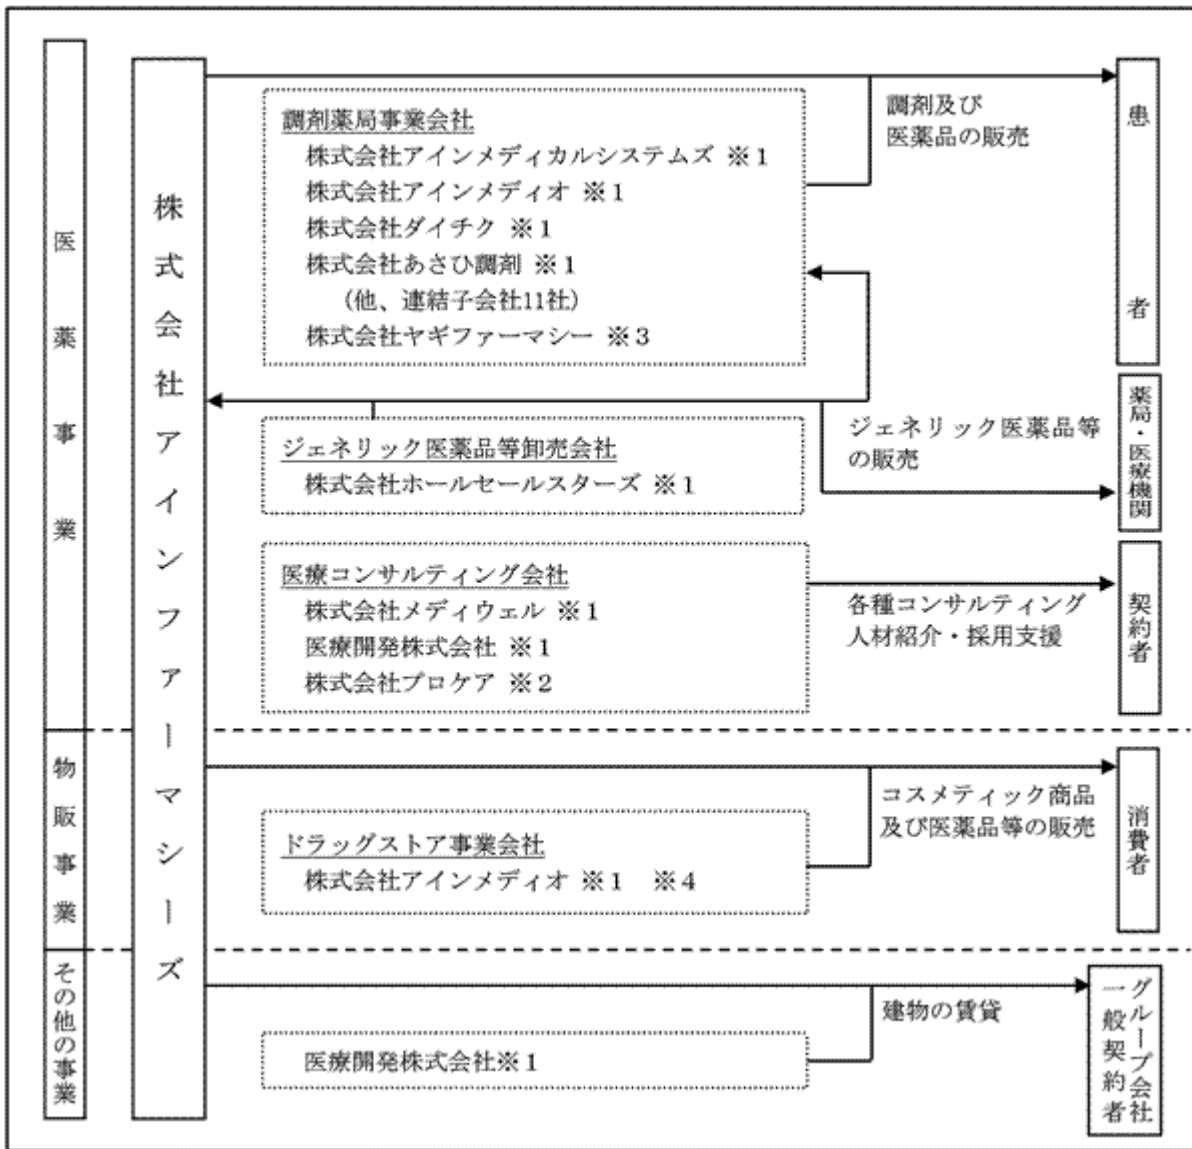 医薬事業
株式会社アインファーマシーズ
調剤薬局事業会社
株式会社アインメディカルシステムズ ※１
株式会社アインメディオ ※１
株式会社ダイチク ※１
株式会社あさひ調剤 ※１
(他、連結子会社11社)
株式会社ヤギファーマシー ※３
調剤及び
医薬品の販売
患者
ジェネリック医薬品等卸売会社
株式会社ホールセールスターズ ※１
ジェネリック医薬品等
の販売
薬局・医療機関
医療コンサルティング会社
株式会社メディウェル ※１
医療開発株式会社 ※１
株式会社プロケア ※２
各種コンサルティング
人材紹介・採用支援
契約者
物販事業
ドラッグストア事業会社
株式会社アインメディオ ※１　※４
コスメティック商品
及び医薬品等の販売
消費者
その他の事業
医療開発株式会社※１
建物の賃貸
グループ会社
一般契約者